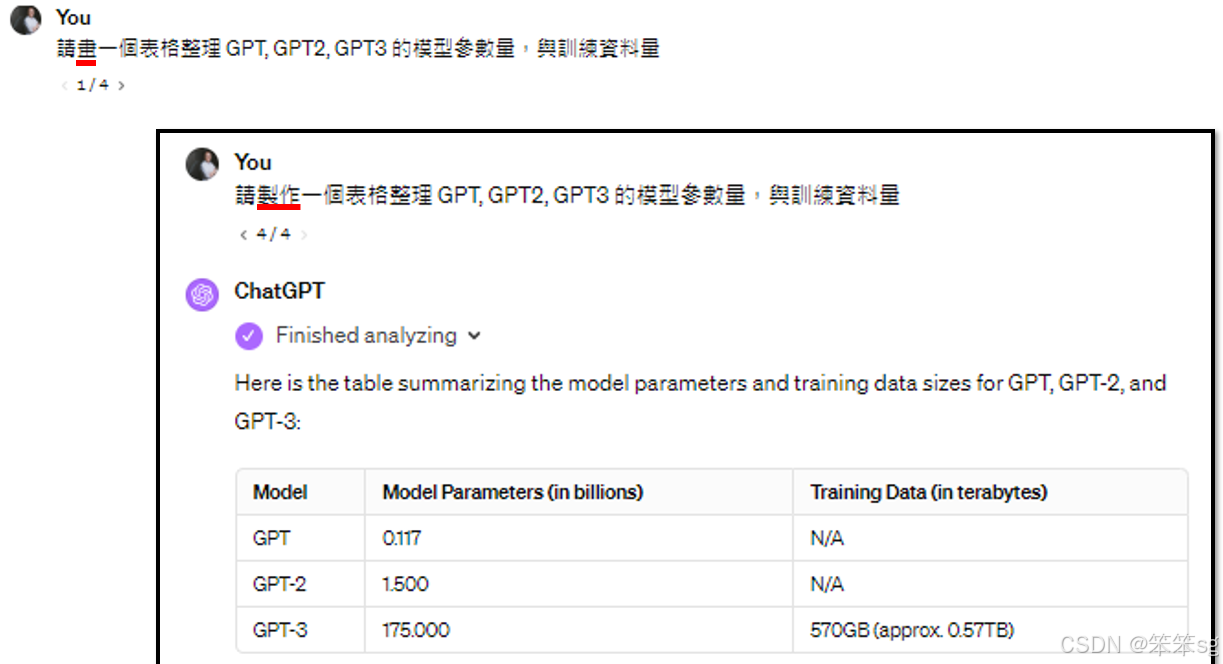 You
請畫一個表格整理 GPT, GPT2, GPT3 的模型參數量，與訓練資料量
< 1 / 4 >
You
請製作一個表格整理 GPT, GPT2, GPT3 的模型參數量，與訓練資料量
< 4 / 4 >
ChatGPT
Finished analyzing
Here is the table summarizing the model parameters and training data sizes for GPT, GPT-2, and
GPT-3:
Model Model Parameters (in billions) Training Data (in terabytes)
GPT 0.117 N/A
GPT-2 1.500 N/A
GPT-3 175.000 570GB (approx. 0.57TB)
CSDN @笨笨sg